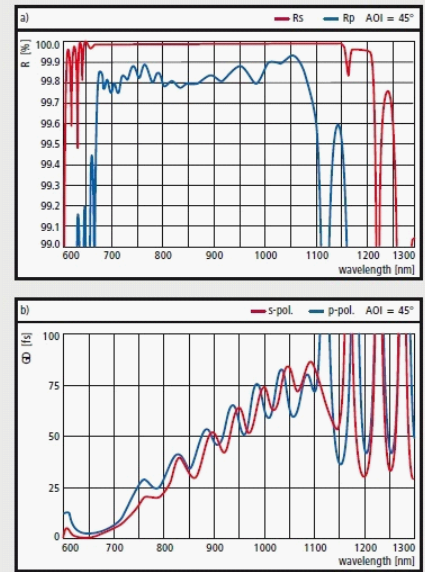 a) Rs Rp AOI = 45°
R [%]
100.0
99.9
99.8
99.7
99.6
99.5
99.4
99.3
99.2
99.1
99.0
600 700 800 900 1000 1100 1200 1300
wavelength [nm]
b) s-pol. p-pol. AOI = 45°
GD [fs]
100
75
50
25
0
600 700 800 900 1000 1100 1200 1300
wavelength [nm]